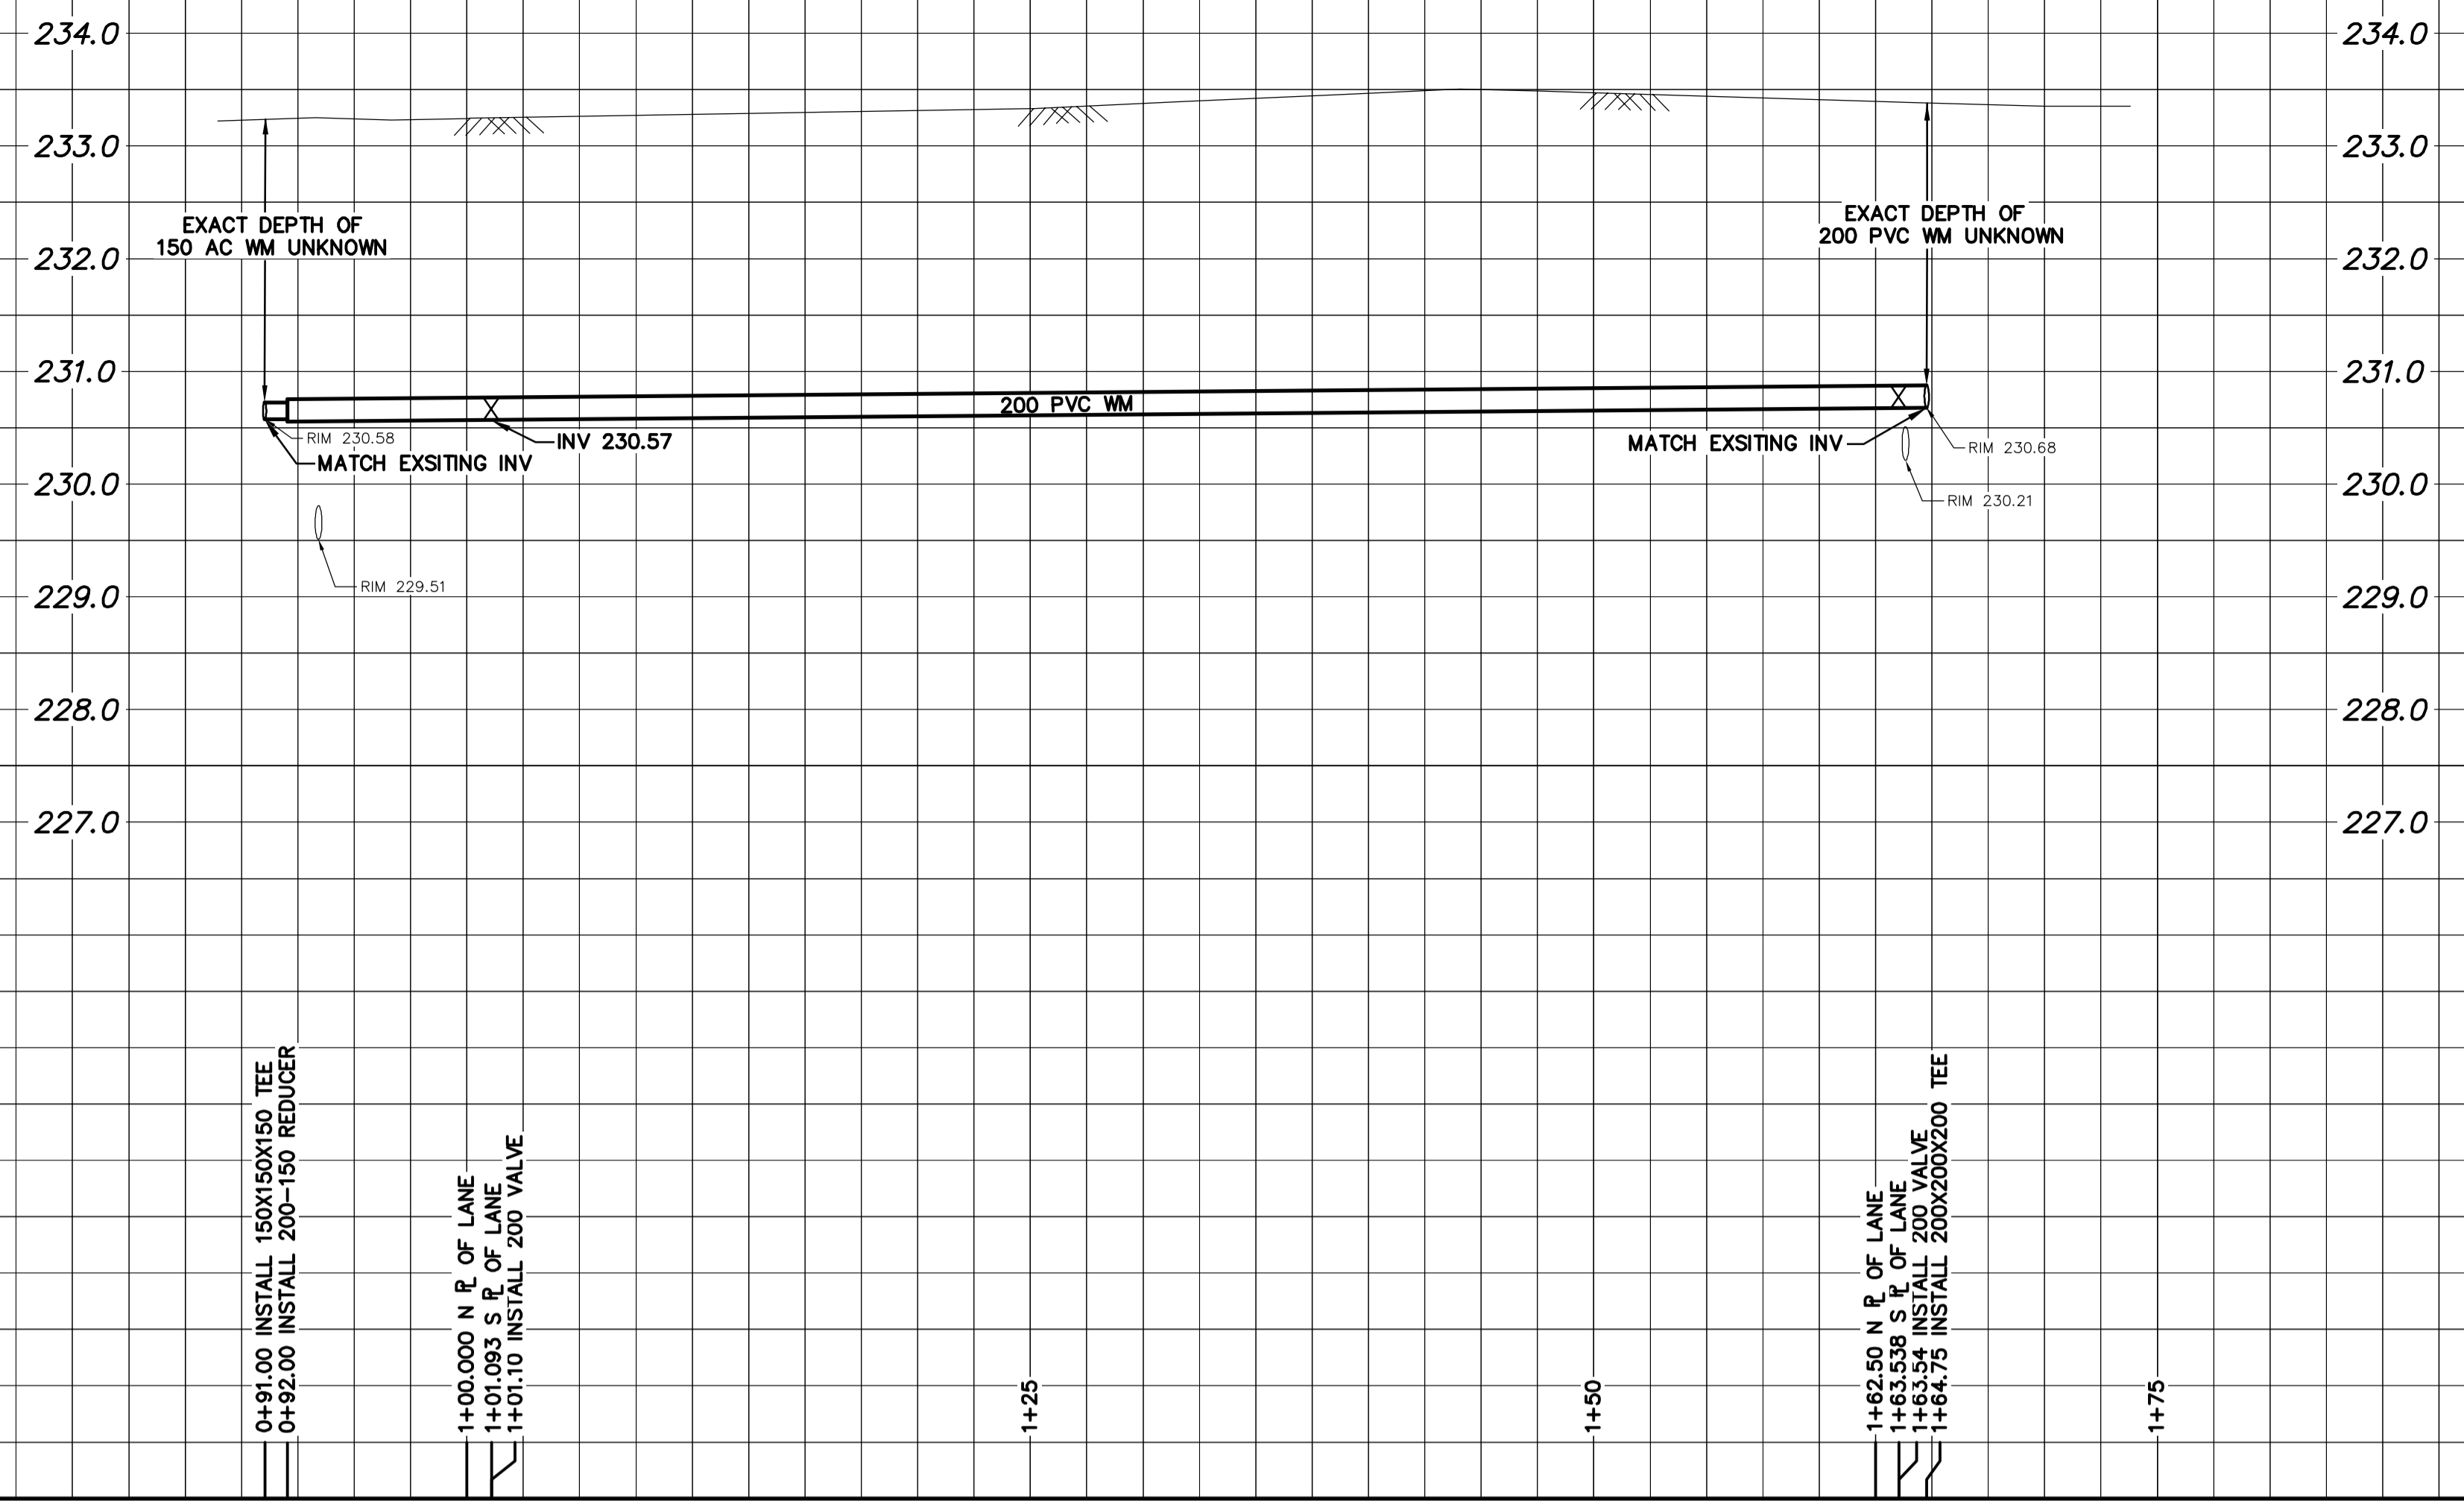 234.0
234.0
233.0
233.0
EXACT DEPTH OF
150 AC WM UNKNOWN
EXACT DEPTH OF
200 PVC WM UNKNOWN
232.0
232.0
231.0
231.0
200 PVC WM
RIM 230.58
INV 230.57
MATCH EXSITING INV
MATCH EXSITING INV
RIM 230.68
230.0
230.0
RIM 230.21
RIM 229.51
229.0
229.0
228.0
228.0
227.0
227.0
0+91.00 INSTALL 150X150X150 TEE
0+92.00 INSTALL 200-150 REDUCER
1+00.000 N PL OF LANE
1+01.093 S PL OF LANE
1+01.10 INSTALL 200 VALVE
1+25
1+50
1+62.50 N PL OF LANE
1+63.538 S PL OF LANE
1+63.54 INSTALL 200 VALVE
1+64.75 INSTALL 200X200X200 TEE
1+75